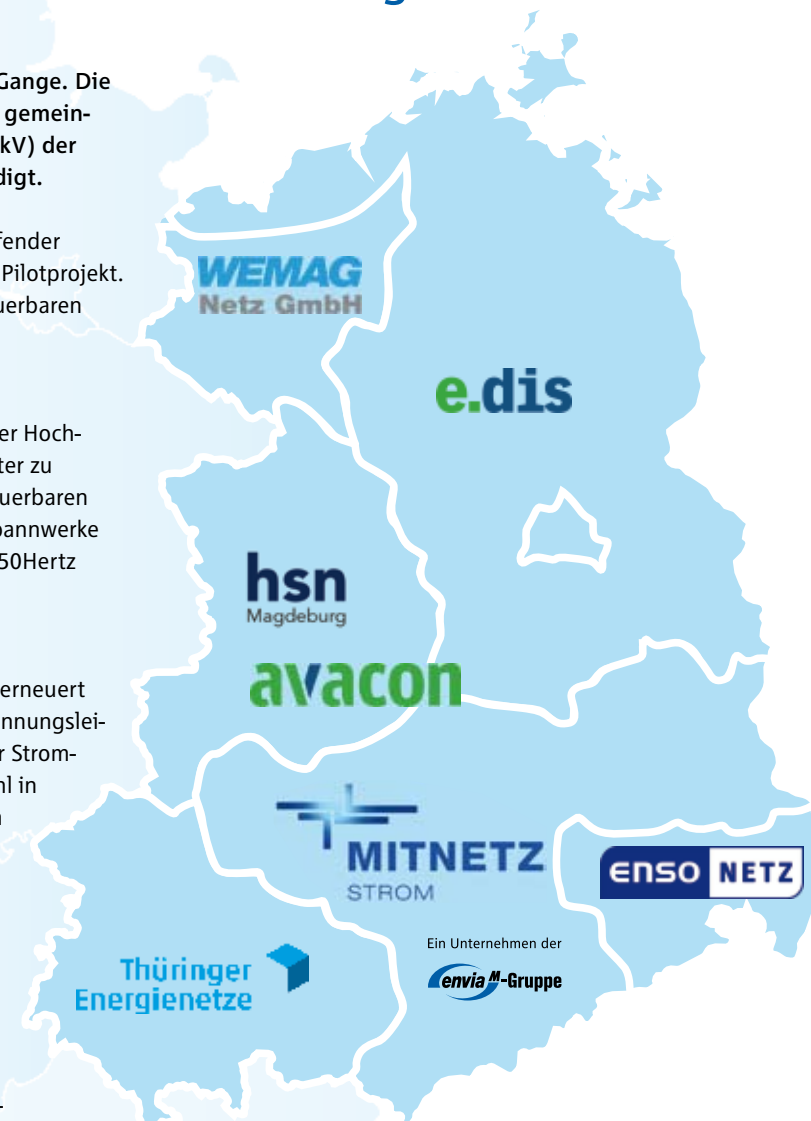 Gange. Die
gemein-
kV) der
digt.
fender
Pilotprojekt.
uerbaren
er Hoch-
ter zu
uerbaren
pannwerke
50Hertz
erneuert
nnungslei-
r Strom-
hl in
WEMAG
Netz GmbH
e.dis
hsn
Magdeburg
avacon
MITNETZ
STROM
enso NETZ
Thüringer
Energienetze
Ein Unternehmen der
envia M-Gruppe